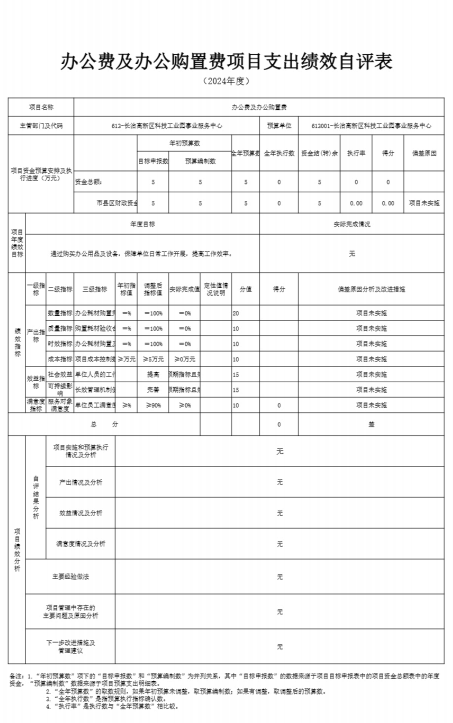 办公费及办公购置费项目支出绩效自评表
（2024年度）
项目名称 办公费及办公购置费
主管部门及代码 613-长治高新区科技工业园事业服务中心 预算单位 613001-长治高新区科技工业园事业服务中心
项目资金预算安排及执行进度（万元） 年初预算数 全年预算数 全年执行数 资金结(转)余 执行率 得分 偏差原因
目标申报数 预算编制数
资金总额： 5 5 5 0 5 0 0
市县区财政资金 5 5 5 0 5 0.00 0.00 项目未实施
项目年度绩效目标 年度目标 实际完成情况
通过购买办公用品及设备，保障单位日常工作开展，提高工作效率。 无
绩效指标 一级指标 二级指标 三级指标 年初指标值 调整后指标值 实际完成值 定性值情况说明 分值 得分 偏差原因分析及改进措施
产出指标 数量指标 办公耗材购置 ＝% ＝100% ＝0% 20 项目未实施
质量指标 购置耗材验收 ＝% ＝100% ＝0% 10 项目未实施
时效指标 办公耗材购置 ＝% ＝100% ＝0% 10 项目未实施
成本指标 项目成本控制 ≥万元 ≥5万元 ≥0万元 10 项目未实施
效益指标 社会效益 单位人员的工作 提高 预期指标且 15 项目未实施
可持续影响 长效管理机制 完善 预期指标且 15 项目未实施
满意度指标 服务对象满意度 单位员工满意 ≥% ≥90% ≥0% 10 0 项目未实施
总 分 0 差
项目绩效分析 自评结果分析 项目实施和预算执行情况及分析 无
产出情况及分析 无
效益情况及分析 无
满意度情况及分析 无
主要经验做法 无
项目管理中存在的主要问题及原因分析 无
下一步改进措施及管理建议 无
备注：1.“年初预算数”项下的“目标申报数”和“预算编制数”为并列关系，其中“目标申报数”的数据来源于项目目标申报表中的项目资金总额表中的年度
资金，“预算编制数”数据来源于项目预算支出明细表。
2.“全年预算数”的取数规则，如果年初预算未调整，取预算编制数；如果有调整，取调整后的预算数。
3.“全年执行数”是指预算执行指标确认数。
4.“执行率”是执行数与“全年预算数”相比较。